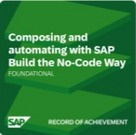 Composing and
automating with SAP
Build the No-Code Way
FOUNDATIONAL
SAP
RECORD OF ACHIEVEMENT